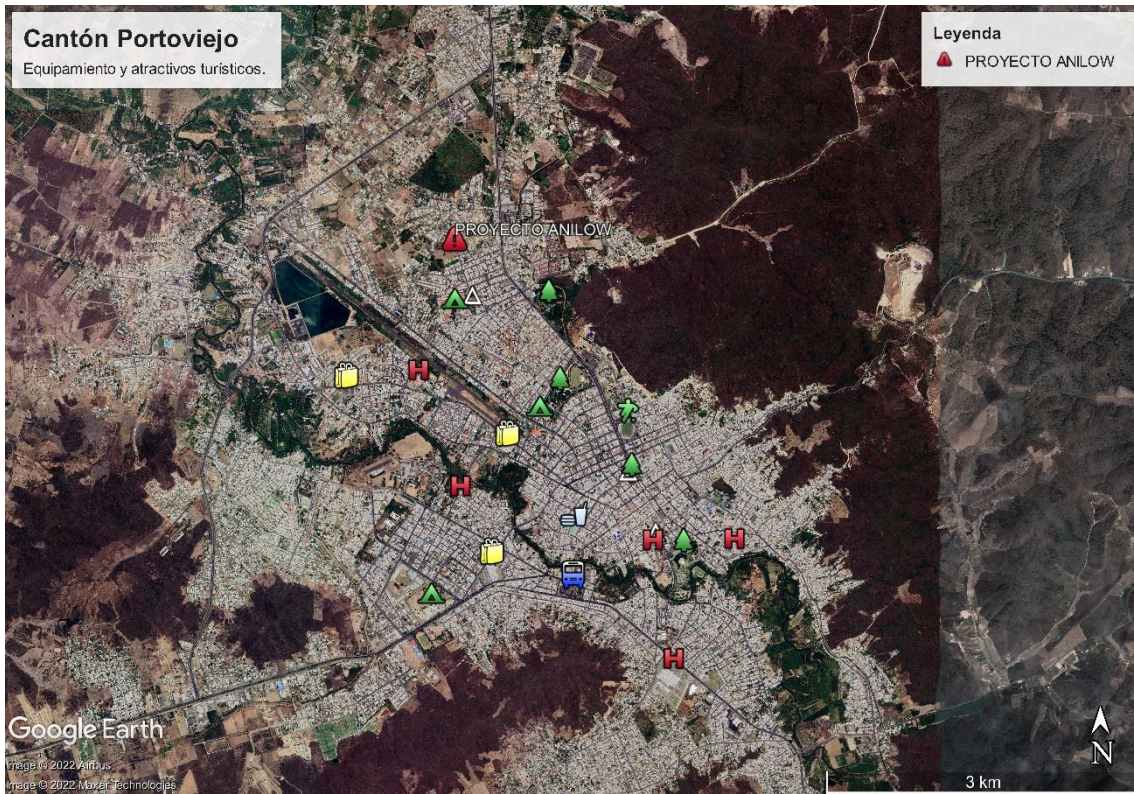 Cantón Portoviejo
Equipamiento y atractivos turísticos.
Leyenda
PROYECTO ANILOW
PROYECTO ANILOW
H
H
H
H
H
Google Earth
Image © 2022 Airbus
Image © 2022 Maxar Technologies
N
3 km